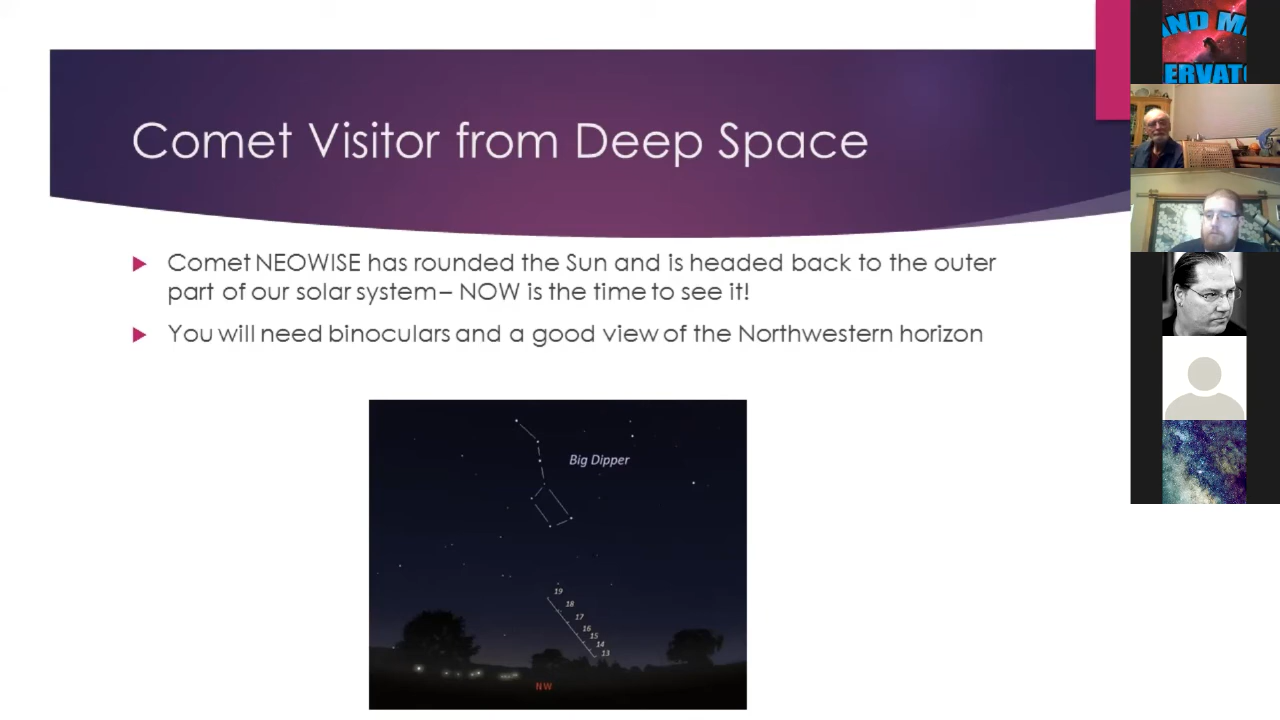 Comet Visitor from Deep Space
Comet NEOWISE has rounded the Sun and is headed back to the outer
part of our solar system – NOW is the time to see it!
You will need binoculars and a good view of the Northwestern horizon
Big Dipper
19
18
17
16
15
14
13
NW